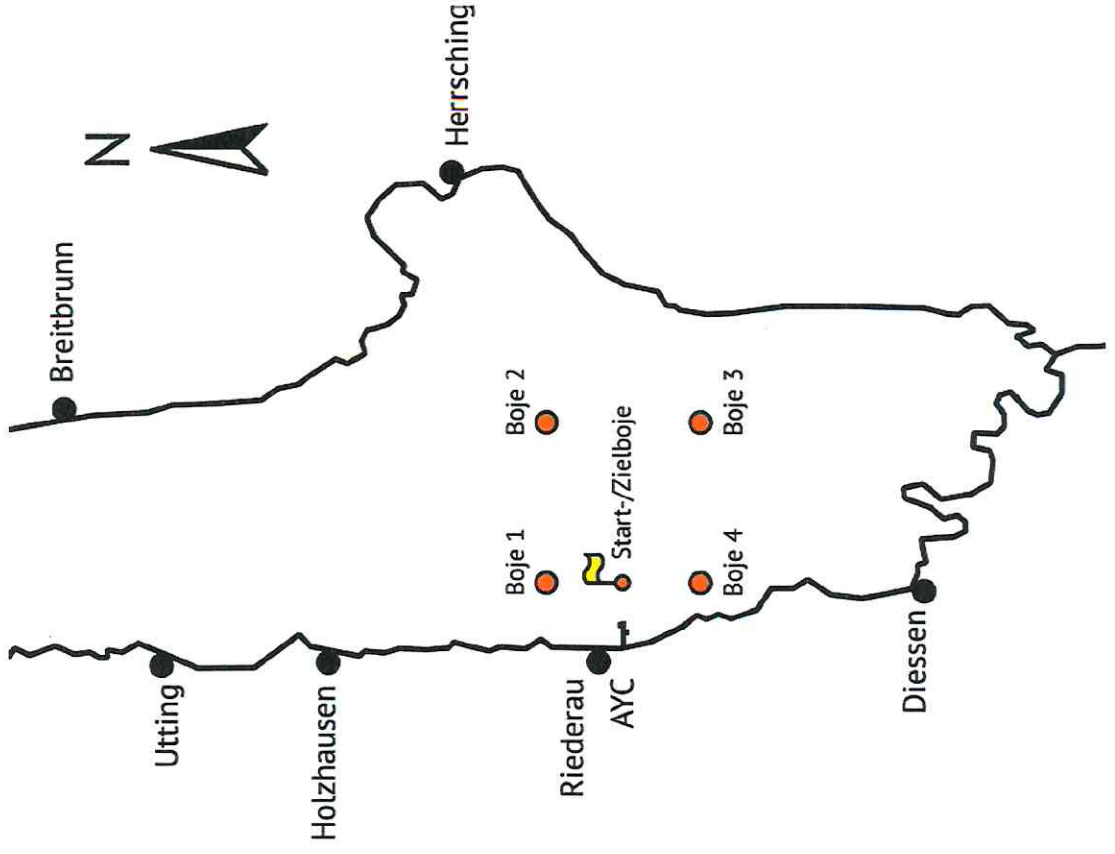 N
Breitbrunn
Herrsching
Utting
Holzhausen
Boje 1
Boje 2
Start-/Zielboje
Riederau
AYC
Boje 4
Boje 3
Diessen